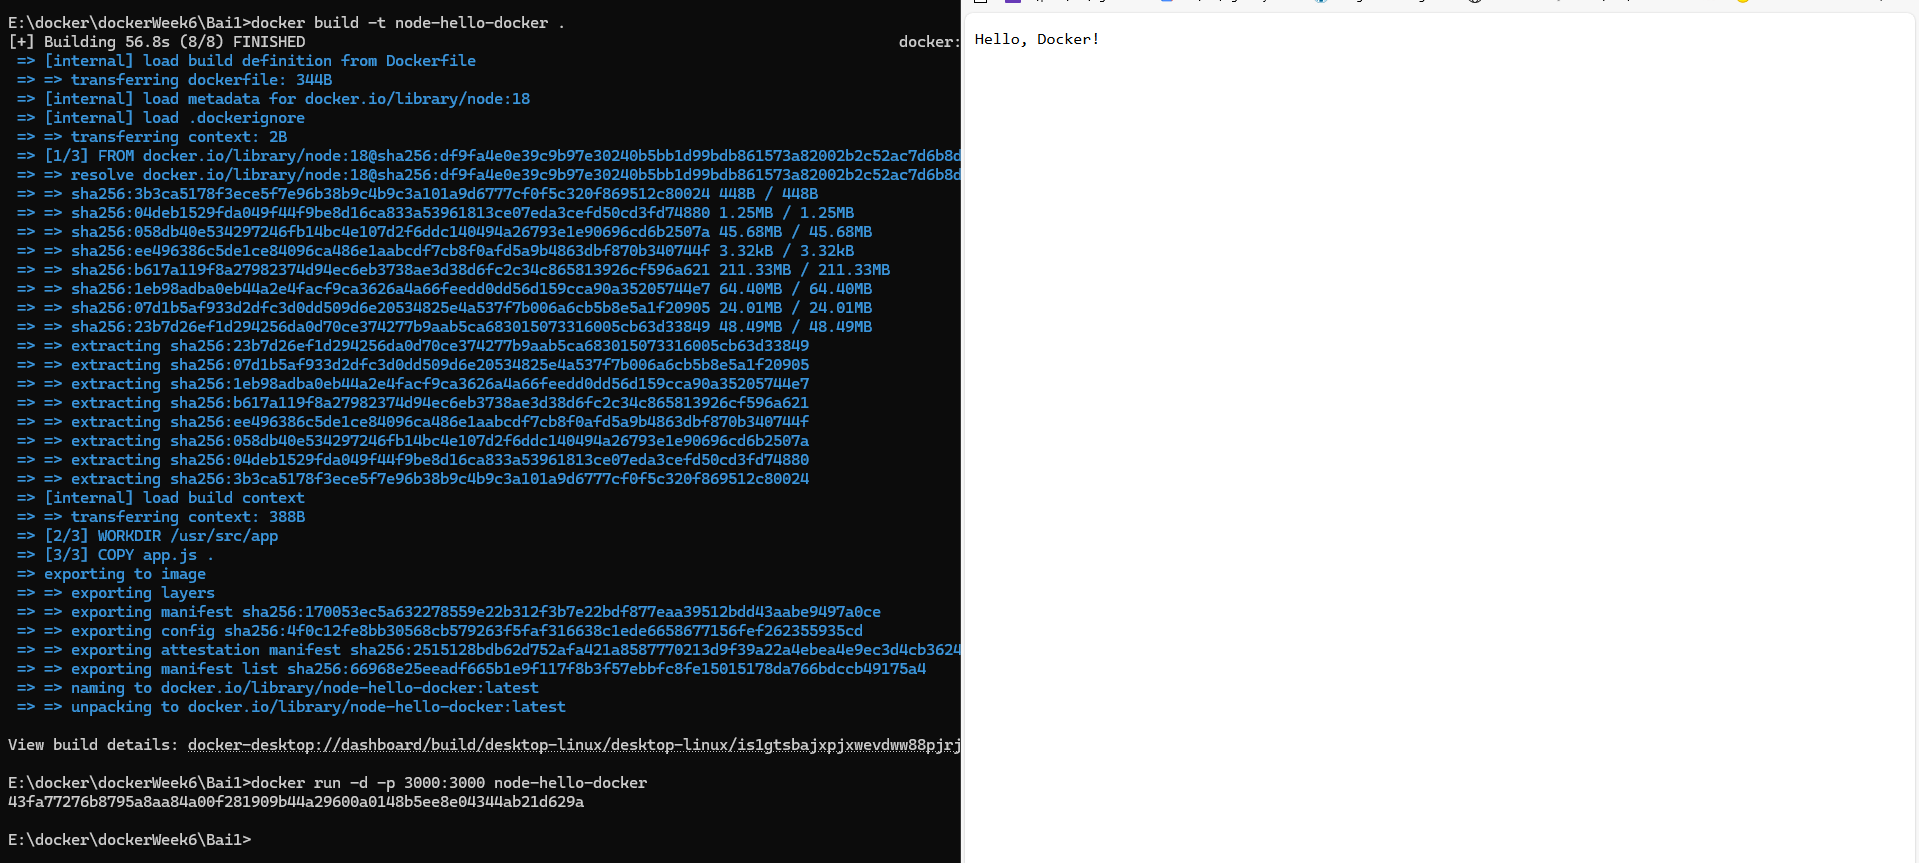 E:\docker\dockerWeek6\Bai1>docker build -t node-hello-docker .
[+] Building 56.8s (8/8) FINISHED docker:
=> [internal] load build definition from Dockerfile
=> => transferring dockerfile: 344B
=> [internal] load metadata for docker.io/library/node:18
=> [internal] load .dockerignore
=> => transferring context: 2B
=> [1/3] FROM docker.io/library/node:18@sha256:df9fa4e0e39c9b97e30240b5bb1d99bdb861573a82002b2c52ac7d6b8d
=> => resolve docker.io/library/node:18@sha256:df9fa4e0e39c9b97e30240b5bb1d99bdb861573a82002b2c52ac7d6b8d
=> => sha256:3b3ca5178f3ece5f7e96b38b9c4b9c3a101a9d6777cf0f5c320f869512c80024 448B / 448B
=> => sha256:04deb1529fda049f44f9be8d16ca833a53961813ce07eda3cefd50cd3fd74880 1.25MB / 1.25MB
=> => sha256:058db40e534297246fb14bc4e107d2f6ddc140494a26793e1e90696cd6b2507a 45.68MB / 45.68MB
=> => sha256:ee496386c5de1ce84096ca486e1aabcdf7cb8f0afd5a9b4863dbf870b340744f 3.32kB / 3.32kB
=> => sha256:b617a119f8a27982374d94ec6eb3738ae3d38d6fc2c34c865813926cf596a621 211.33MB / 211.33MB
=> => sha256:1eb98adba0eb44a2e4facf9ca3626a4a66feedd0dd56d159cca90a35205744e7 64.40MB / 64.40MB
=> => sha256:07d1b5af933d2dfc3d0dd509d6e20534825e4a537f7b006a6cb5b8e5a1f20905 24.01MB / 24.01MB
=> => sha256:23b7d26ef1d294256da0d70ce374277b9aab5ca683015073316005cb63d33849 48.49MB / 48.49MB
=> => extracting sha256:23b7d26ef1d294256da0d70ce374277b9aab5ca683015073316005cb63d33849
=> => extracting sha256:07d1b5af933d2dfc3d0dd509d6e20534825e4a537f7b006a6cb5b8e5a1f20905
=> => extracting sha256:1eb98adba0eb44a2e4facf9ca3626a4a66feedd0dd56d159cca90a35205744e7
=> => extracting sha256:b617a119f8a27982374d94ec6eb3738ae3d38d6fc2c34c865813926cf596a621
=> => extracting sha256:ee496386c5de1ce84096ca486e1aabcdf7cb8f0afd5a9b4863dbf870b340744f
=> => extracting sha256:058db40e534297246fb14bc4e107d2f6ddc140494a26793e1e90696cd6b2507a
=> => extracting sha256:04deb1529fda049f44f9be8d16ca833a53961813ce07eda3cefd50cd3fd74880
=> => extracting sha256:3b3ca5178f3ece5f7e96b38b9c4b9c3a101a9d6777cf0f5c320f869512c80024
=> [internal] load build context
=> => transferring context: 388B
=> [2/3] WORKDIR /usr/src/app
=> [3/3] COPY app.js .
=> exporting to image
=> => exporting layers
=> => exporting manifest sha256:170053ec5a632278559e22b312f3b7e22bdf877eaa39512bdd43aabe9497a0ce
=> => exporting config sha256:4f0c12fe8bb30568cb579263f5faf316638c1ede6658677156fef262355935cd
=> => exporting attestation manifest sha256:2515128bdb62d752afa421a8587770213d9f39a22a4ebea4e9ec3d4cb3624
=> => exporting manifest list sha256:66968e25eeadf665b1e9f117f8b3f57ebbfc8fe15015178da766bdccb49175a4
=> => naming to docker.io/library/node-hello-docker:latest
=> => unpacking to docker.io/library/node-hello-docker:latest
View build details: docker-desktop://dashboard/build/desktop-linux/desktop-linux/is1gtsbajxpjxwevdww88pjrj
E:\docker\dockerWeek6\Bai1>docker run -d -p 3000:3000 node-hello-docker
43fa77276b8795a8aa84a00f281909b44a29600a0148b5ee8e04344ab21d629a
E:\docker\dockerWeek6\Bai1>
Hello, Docker!